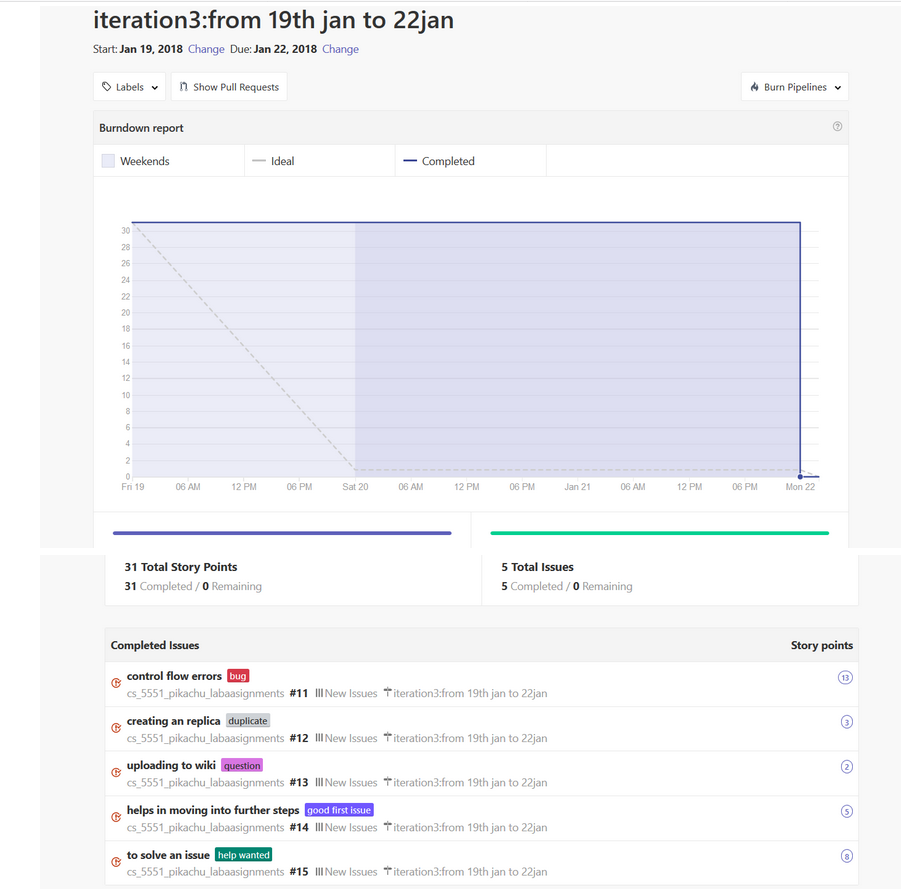 iteration3:from 19th jan to 22jan
Start: Jan 19, 2018 Change Due: Jan 22, 2018 Change
Labels Show Pull Requests Burn Pipelines
Burndown report
Weekends Ideal Completed
30
28
26
24
22
20
18
16
14
12
10
8
6
4
2
0
Fri 19 06 AM 12 PM 06 PM Sat 20 06 AM 12 PM 06 PM Jan 21 06 AM 12 PM 06 PM Mon 22
31 Total Story Points 5 Total Issues
31 Completed / 0 Remaining 5 Completed / 0 Remaining
Completed Issues Story points
control flow errors bug 13
cs_5551_pikachu_labaasignments #11 New Issues iteration3:from 19th jan to 22jan
creating an replica duplicate 3
cs_5551_pikachu_labaasignments #12 New Issues iteration3:from 19th jan to 22jan
uploading to wiki question 2
cs_5551_pikachu_labaasignments #13 New Issues iteration3:from 19th jan to 22jan
helps in moving into further steps good first issue 5
cs_5551_pikachu_labaasignments #14 New Issues iteration3:from 19th jan to 22jan
to solve an issue help wanted 8
cs_5551_pikachu_labaasignments #15 New Issues iteration3:from 19th jan to 22jan